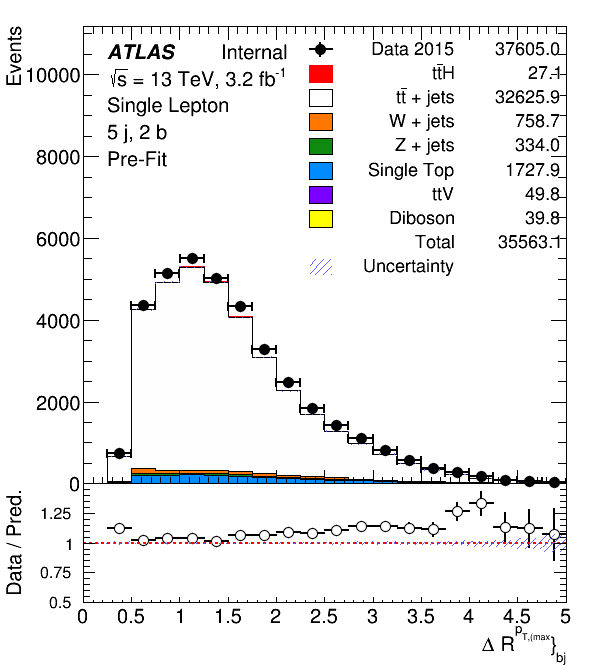 Events
ATLAS Internal
√s = 13 TeV, 3.2 fb⁻¹
Single Lepton
5 j, 2 b
Pre-Fit
Data 2015 37605.0
tt̄H 27.1
tt̄ + jets 32625.9
W + jets 758.7
Z + jets 334.0
Single Top 1727.9
ttV 49.8
Diboson 39.8
Total 35563.1
Uncertainty
10000
8000
6000
4000
2000
0
Data / Pred.
1.25
1
0.75
0.5
0 0.5 1 1.5 2 2.5 3 3.5 4 4.5 5
Δ R^{p_{T,(max}}}_{bj}